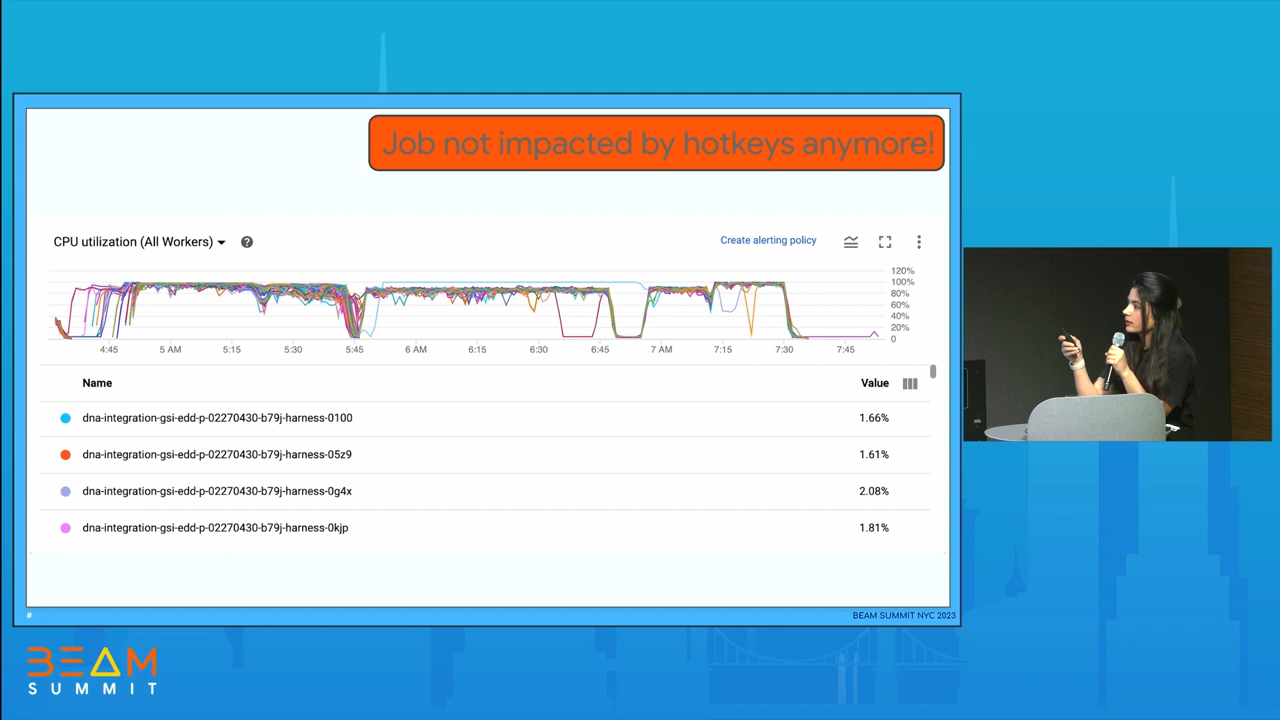 Job not impacted by hotkeys anymore!
CPU utilization (All Workers)
?
Create alerting policy
120%
100%
80%
60%
40%
20%
0
4:45 5 AM 5:15 5:30 5:45 6 AM 6:15 6:30 6:45 7 AM 7:15 7:30 7:45
Name Value
dna-integration-gsi-edd-p-02270430-b79j-harness-0100 1.66%
dna-integration-gsi-edd-p-02270430-b79j-harness-05z9 1.61%
dna-integration-gsi-edd-p-02270430-b79j-harness-0g4x 2.08%
dna-integration-gsi-edd-p-02270430-b79j-harness-0kjp 1.81%
# BEAM SUMMIT NYC 2023
BEAM
SUMMIT